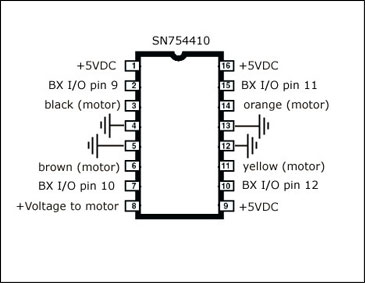 SN754410
+5VDC 1 16 +5VDC
BX I/O pin 9 2 15 BX I/O pin 11
black (motor) 3 14 orange (motor)
4 13
5 12
brown (motor) 6 11 yellow (motor)
BX I/O pin 10 7 10 BX I/O pin 12
+Voltage to motor 8 9 +5VDC